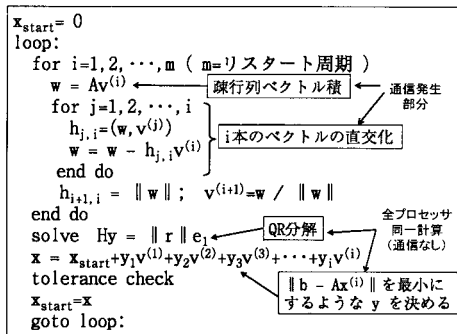 x_start= 0
loop:
for i=1,2, ･･･,m ( m=リスタート周期 )
w = Av^(i)
疎行列ベクトル積
通信発生
部分
for j=1,2, ･･･,i
h_j,i=(w,v^(j))
w = w - h_j,iv^(i)
i本のベクトルの直交化
end do
h_i+1,i = ‖ w ‖ ; v^(i+1)=w / ‖ w ‖
end do
QR分解
全プロセッサ
同一計算
(通信なし)
solve Hy = ‖ r ‖ e_1
x = x_start+y_1v^(1)+y_2v^(2)+y_3v^(3)+･･･+y_iv^(i)
tolerance check
‖ b - Ax^(i) ‖ を最小に
するような y を決める
x_start=x
goto loop: